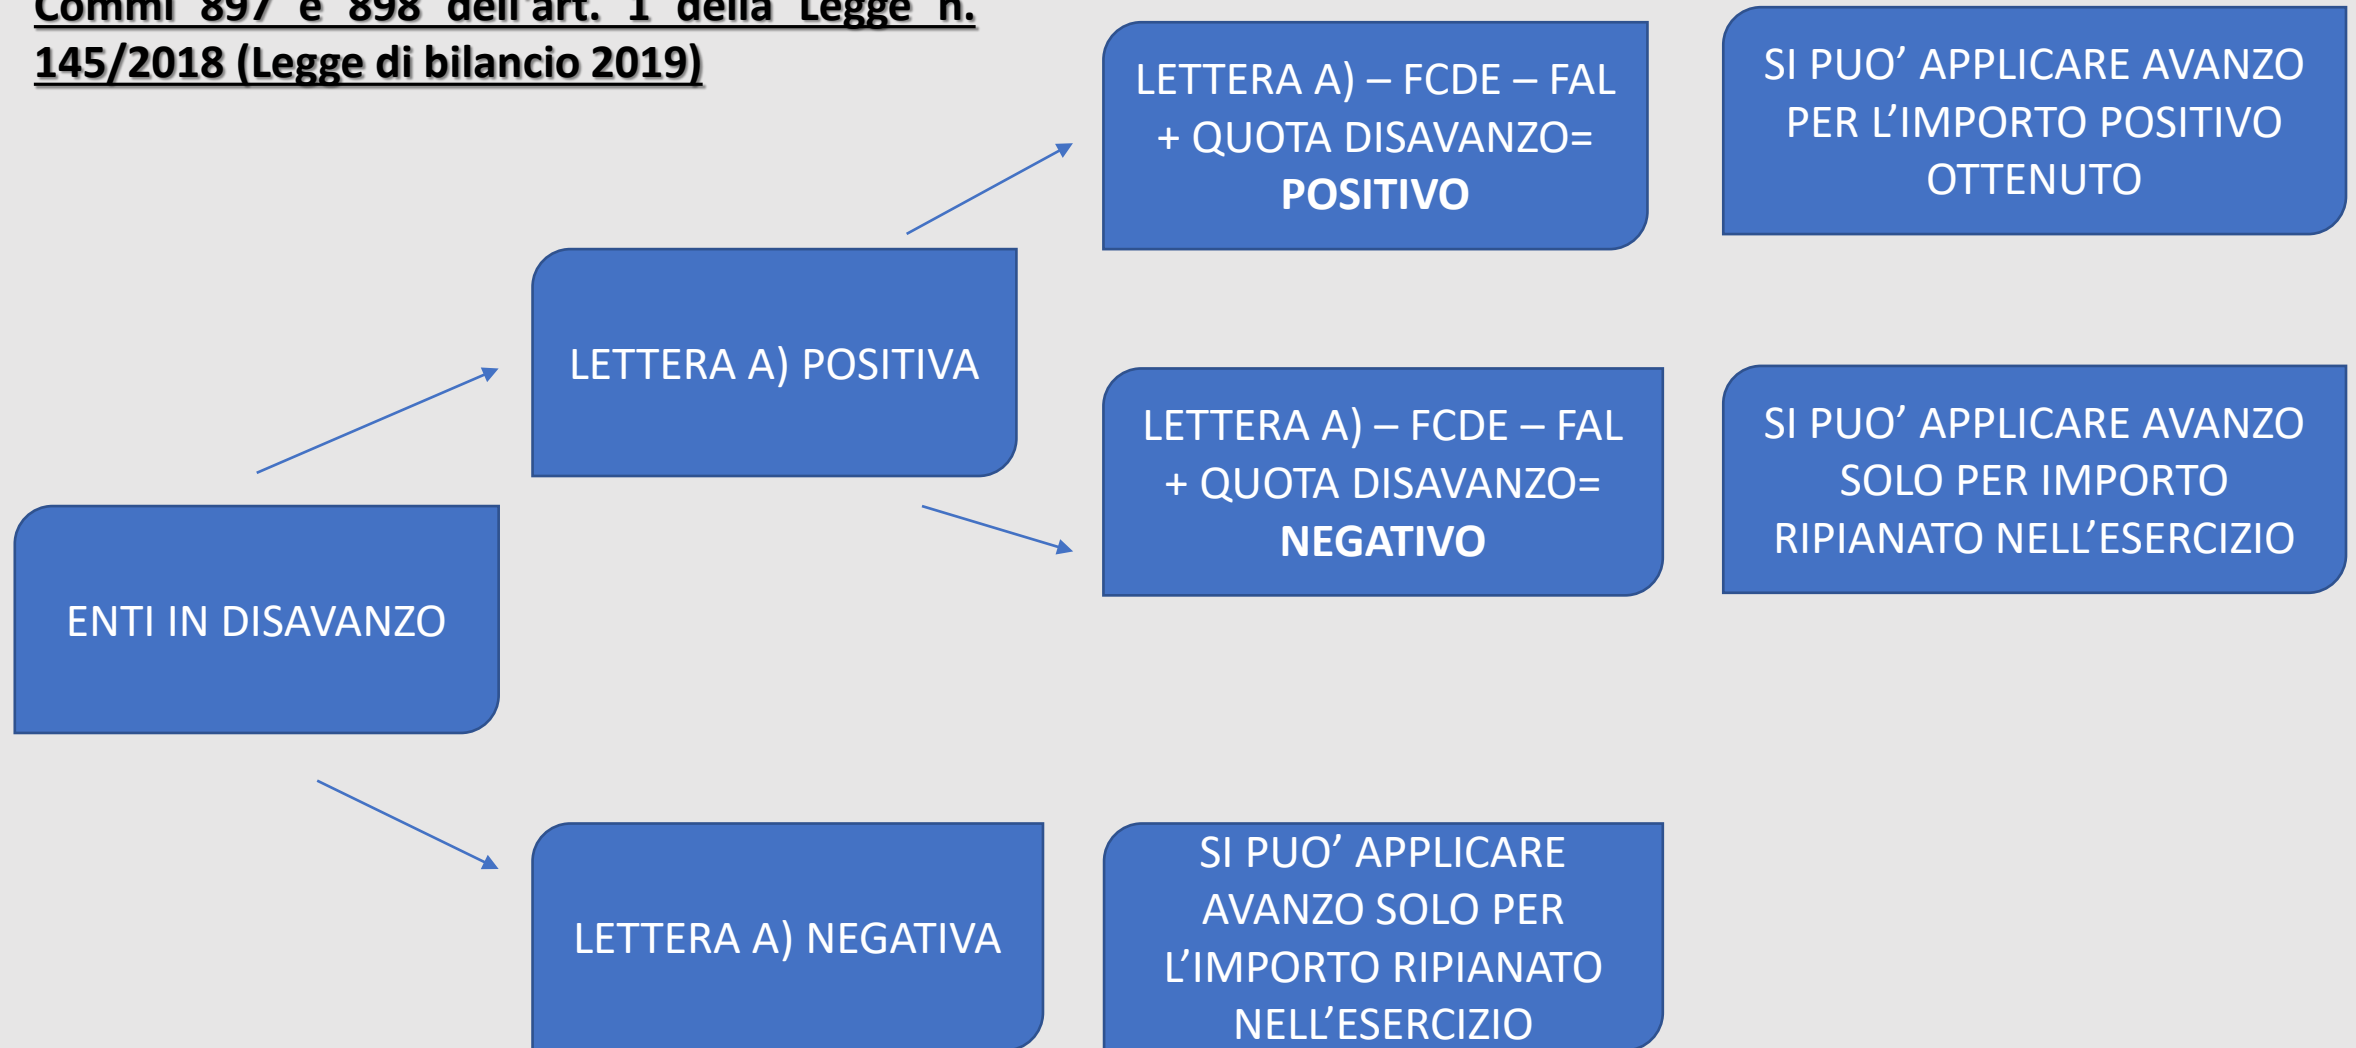 Commi 897 e 898 dell'art. 1 della Legge n.
145/2018 (Legge di bilancio 2019)
LETTERA A) – FCDE – FAL
+ QUOTA DISAVANZO=
POSITIVO
SI PUO’ APPLICARE AVANZO
PER L’IMPORTO POSITIVO
OTTENUTO
LETTERA A) POSITIVA
LETTERA A) – FCDE – FAL
+ QUOTA DISAVANZO=
NEGATIVO
SI PUO’ APPLICARE AVANZO
SOLO PER IMPORTO
RIPIANATO NELL’ESERCIZIO
ENTI IN DISAVANZO
LETTERA A) NEGATIVA
SI PUO’ APPLICARE
AVANZO SOLO PER
L’IMPORTO RIPIANATO
NELL’ESERCIZIO